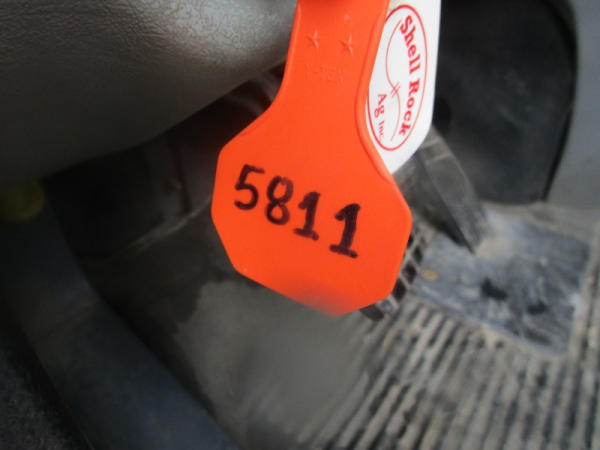 Shell Rock
Ag Inc.
5811